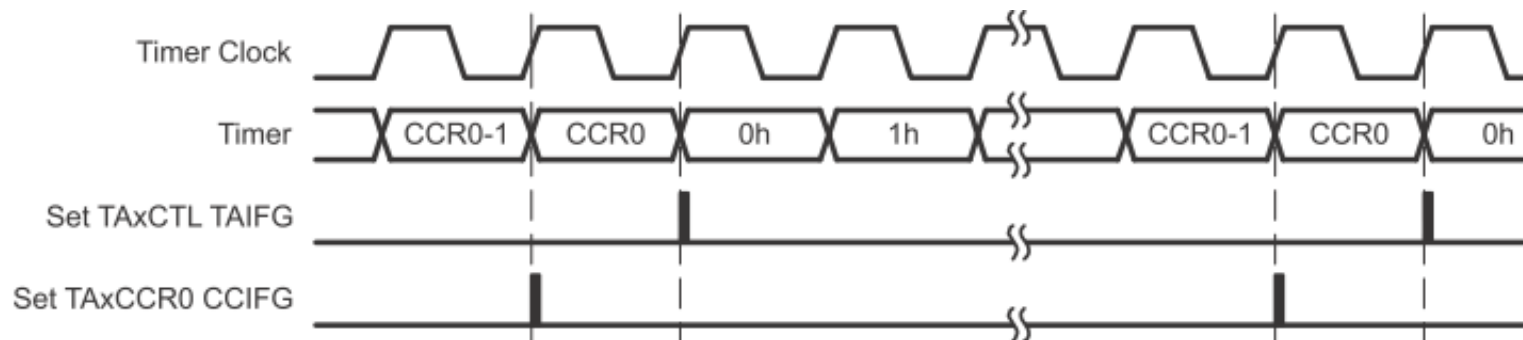 Timer Clock
Timer CCR0-1 CCR0 0h 1h CCR0-1 CCR0 0h
Set TAxCTL TAIFG
Set TAxCCR0 CCIFG